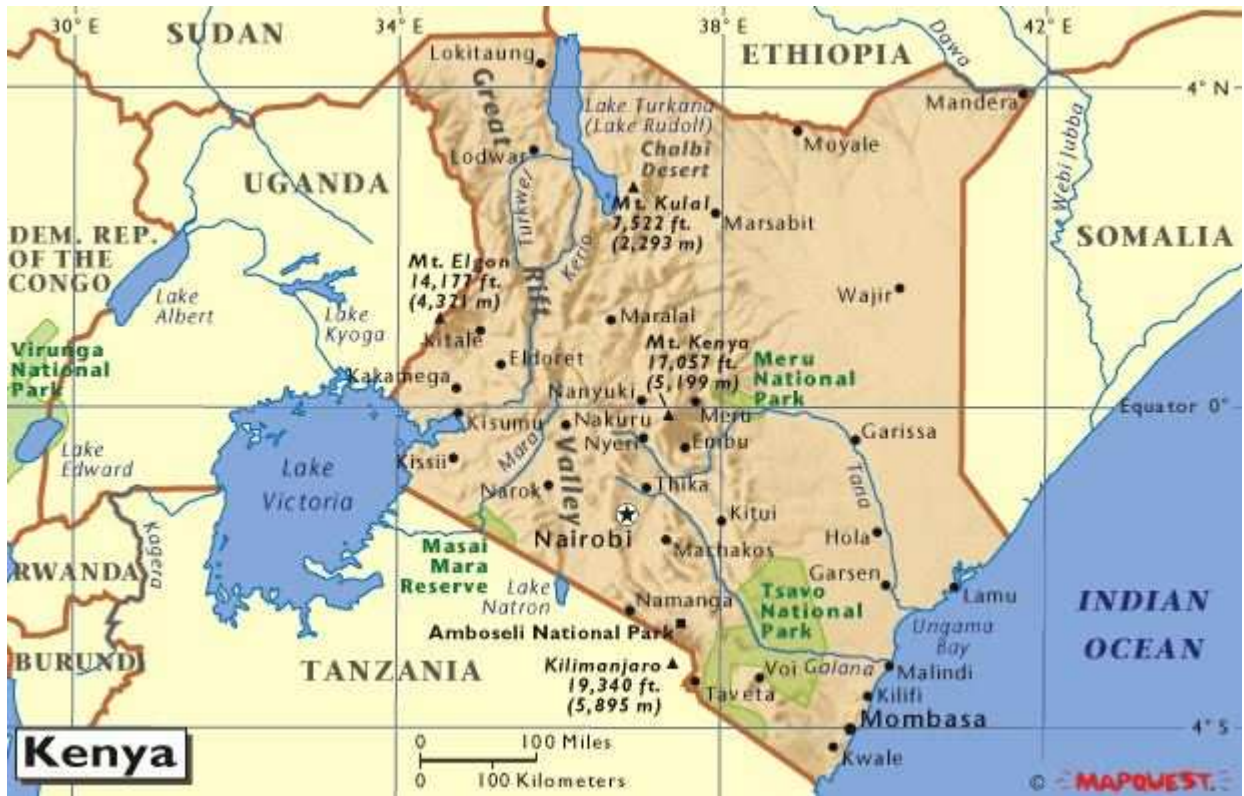 30° E
34° E
38° E
42° E
SUDAN
ETHIOPIA
Dawa
Lokitaung
Great
Lake Turkana
(Lake Rudolf)
Mandera
4° N
Moyale
Chalbi
Desert
Lodwar
UGANDA
Turkwel
Mt. Kulal
7,522 ft.
(2,293 m)
Marsabit
Webi Jubba
SOMALIA
DEM. REP.
OF THE
CONGO
Kerio
Rift
Mt. Elgon
14,177 ft.
(4,321 m)
Lake
Albert
Lake
Kyoga
Wajir
Maralal
Kitale
Mt. Kenya
17,057 ft.
(5,199 m)
Virunga
National
Park
Eldoret
Kakamega
Meru
National
Park
Nanyuki
Meru
Equator 0°
Kisumu
Nakuru
Nyeri
Embu
Garissa
Lake
Edward
Lake
Victoria
Kissii
Mara
Valley
Narok
Thika
Tana
Kitui
Nairobi
Machakos
Hola
Kagera
RWANDA
Masai
Mara
Reserve
Lake
Natron
Garsen
Lamu
Namanga
Tsavo
National
Park
INDIAN
OCEAN
Amboseli National Park
Ungama
Bay
BURUNDI
TANZANIA
Kilimanjaro
19,340 ft.
(5,895 m)
Taveta
Voi
Galana
Malindi
Kilifi
Mombasa
4° S
Kwale
Kenya
0 100 Miles
0 100 Kilometers
© MAPQUEST.